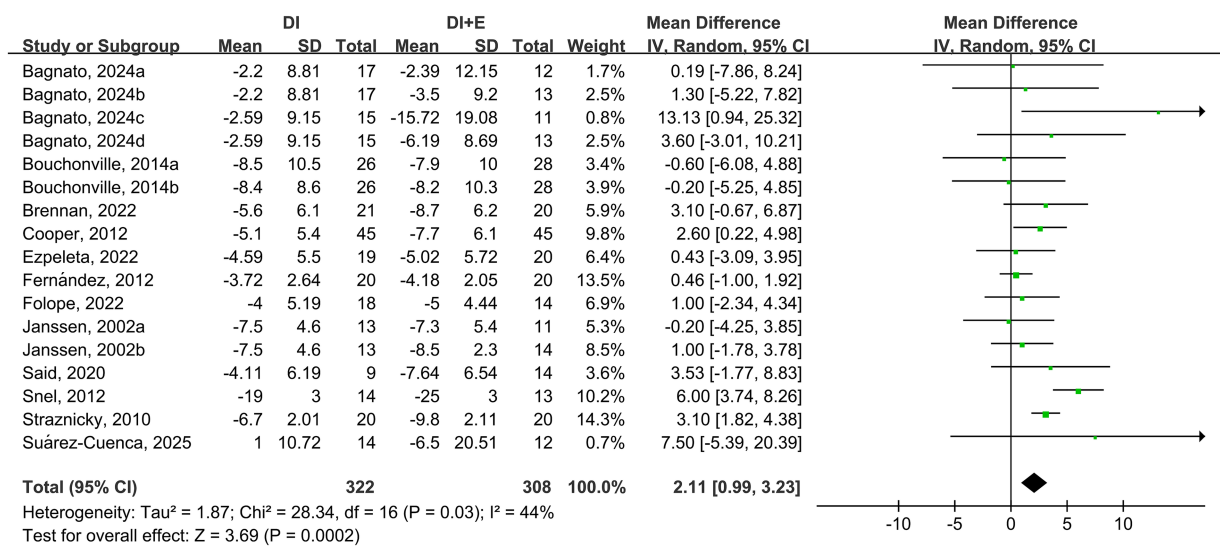 DI DI+E Mean Difference Mean Difference
Study or Subgroup Mean SD Total Mean SD Total Weight IV, Random, 95% CI IV, Random, 95% CI
Bagnato, 2024a -2.2 8.81 17 -2.39 12.15 12 1.7% 0.19 [-7.86, 8.24]
Bagnato, 2024b -2.2 8.81 17 -3.5 9.2 13 2.5% 1.30 [-5.22, 7.82]
Bagnato, 2024c -2.59 9.15 15 -15.72 19.08 11 0.8% 13.13 [0.94, 25.32]
Bagnato, 2024d -2.59 9.15 15 -6.19 8.69 13 2.5% 3.60 [-3.01, 10.21]
Bouchonville, 2014a -8.5 10.5 26 -7.9 10 28 3.4% -0.60 [-6.08, 4.88]
Bouchonville, 2014b -8.4 8.6 26 -8.2 10.3 28 3.9% -0.20 [-5.25, 4.85]
Brennan, 2022 -5.6 6.1 21 -8.7 6.2 20 5.9% 3.10 [-0.67, 6.87]
Cooper, 2012 -5.1 5.4 45 -7.7 6.1 45 9.8% 2.60 [0.22, 4.98]
Ezpeleta, 2022 -4.59 5.5 19 -5.02 5.72 20 6.4% 0.43 [-3.09, 3.95]
Fernández, 2012 -3.72 2.64 20 -4.18 2.05 20 13.5% 0.46 [-1.00, 1.92]
Folope, 2022 -4 5.19 18 -5 4.44 14 6.9% 1.00 [-2.34, 4.34]
Janssen, 2002a -7.5 4.6 13 -7.3 5.4 11 5.3% -0.20 [-4.25, 3.85]
Janssen, 2002b -7.5 4.6 13 -8.5 2.3 14 8.5% 1.00 [-1.78, 3.78]
Said, 2020 -4.11 6.19 9 -7.64 6.54 14 3.6% 3.53 [-1.77, 8.83]
Snel, 2012 -19 3 14 -25 3 13 10.2% 6.00 [3.74, 8.26]
Straznicky, 2010 -6.7 2.01 20 -9.8 2.11 20 14.3% 3.10 [1.82, 4.38]
Suárez-Cuenca, 2025 1 10.72 14 -6.5 20.51 12 0.7% 7.50 [-5.39, 20.39]
Total (95% CI) 322 308 100.0% 2.11 [0.99, 3.23]
Heterogeneity: Tau² = 1.87; Chi² = 28.34, df = 16 (P = 0.03); I² = 44%
Test for overall effect: Z = 3.69 (P = 0.0002)
-10 -5 0 5 10